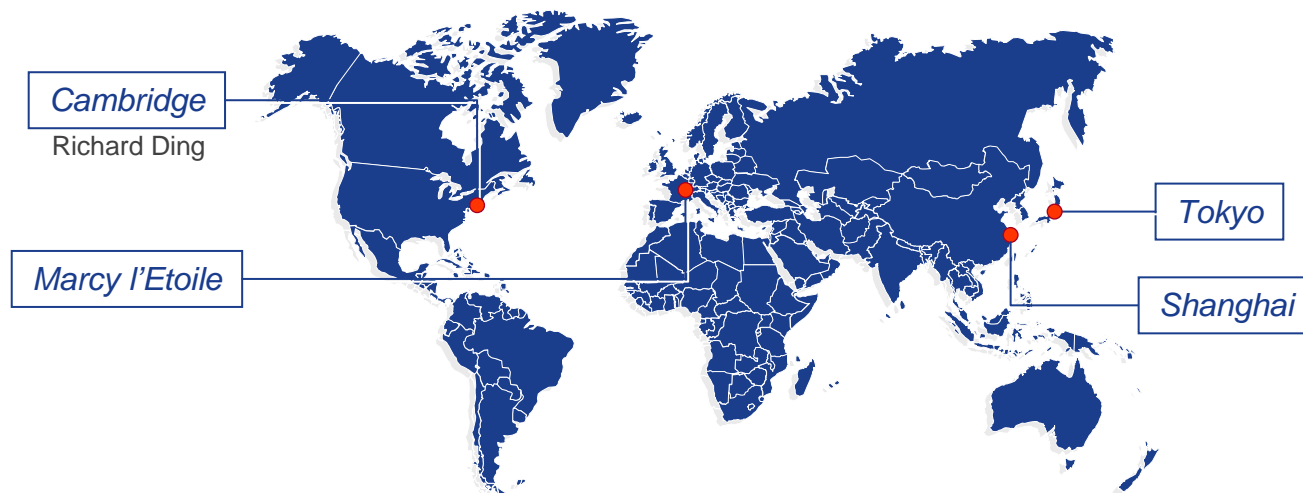 Cambridge
Richard Ding
Marcy l’Etoile
Tokyo
Shanghai